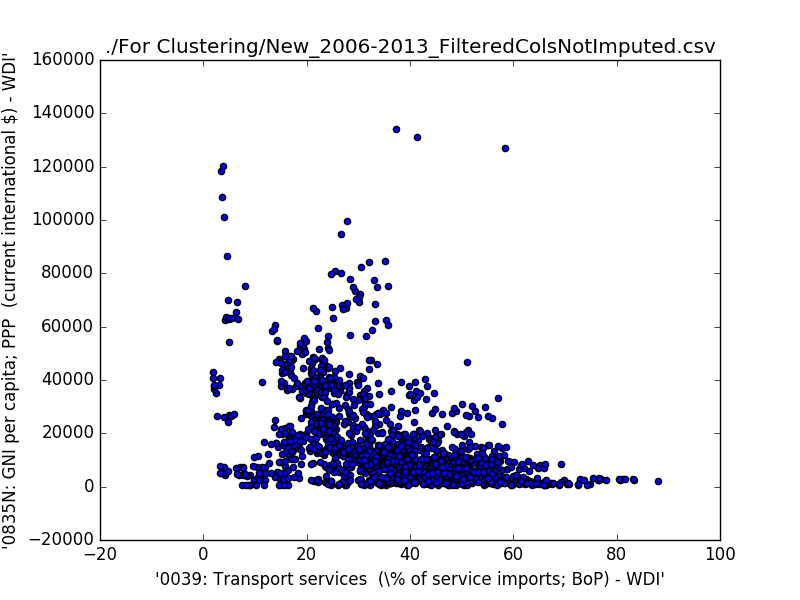 ./For Clustering/New_2006-2013_FilteredColsNotImputed.csv
160000
140000
120000
100000
80000
60000
40000
20000
0
−20000
−20 0 20 40 60 80 100
'0835N: GNI per capita; PPP  (current international $) - WDI'
'0039: Transport services  (\% of service imports; BoP) - WDI'